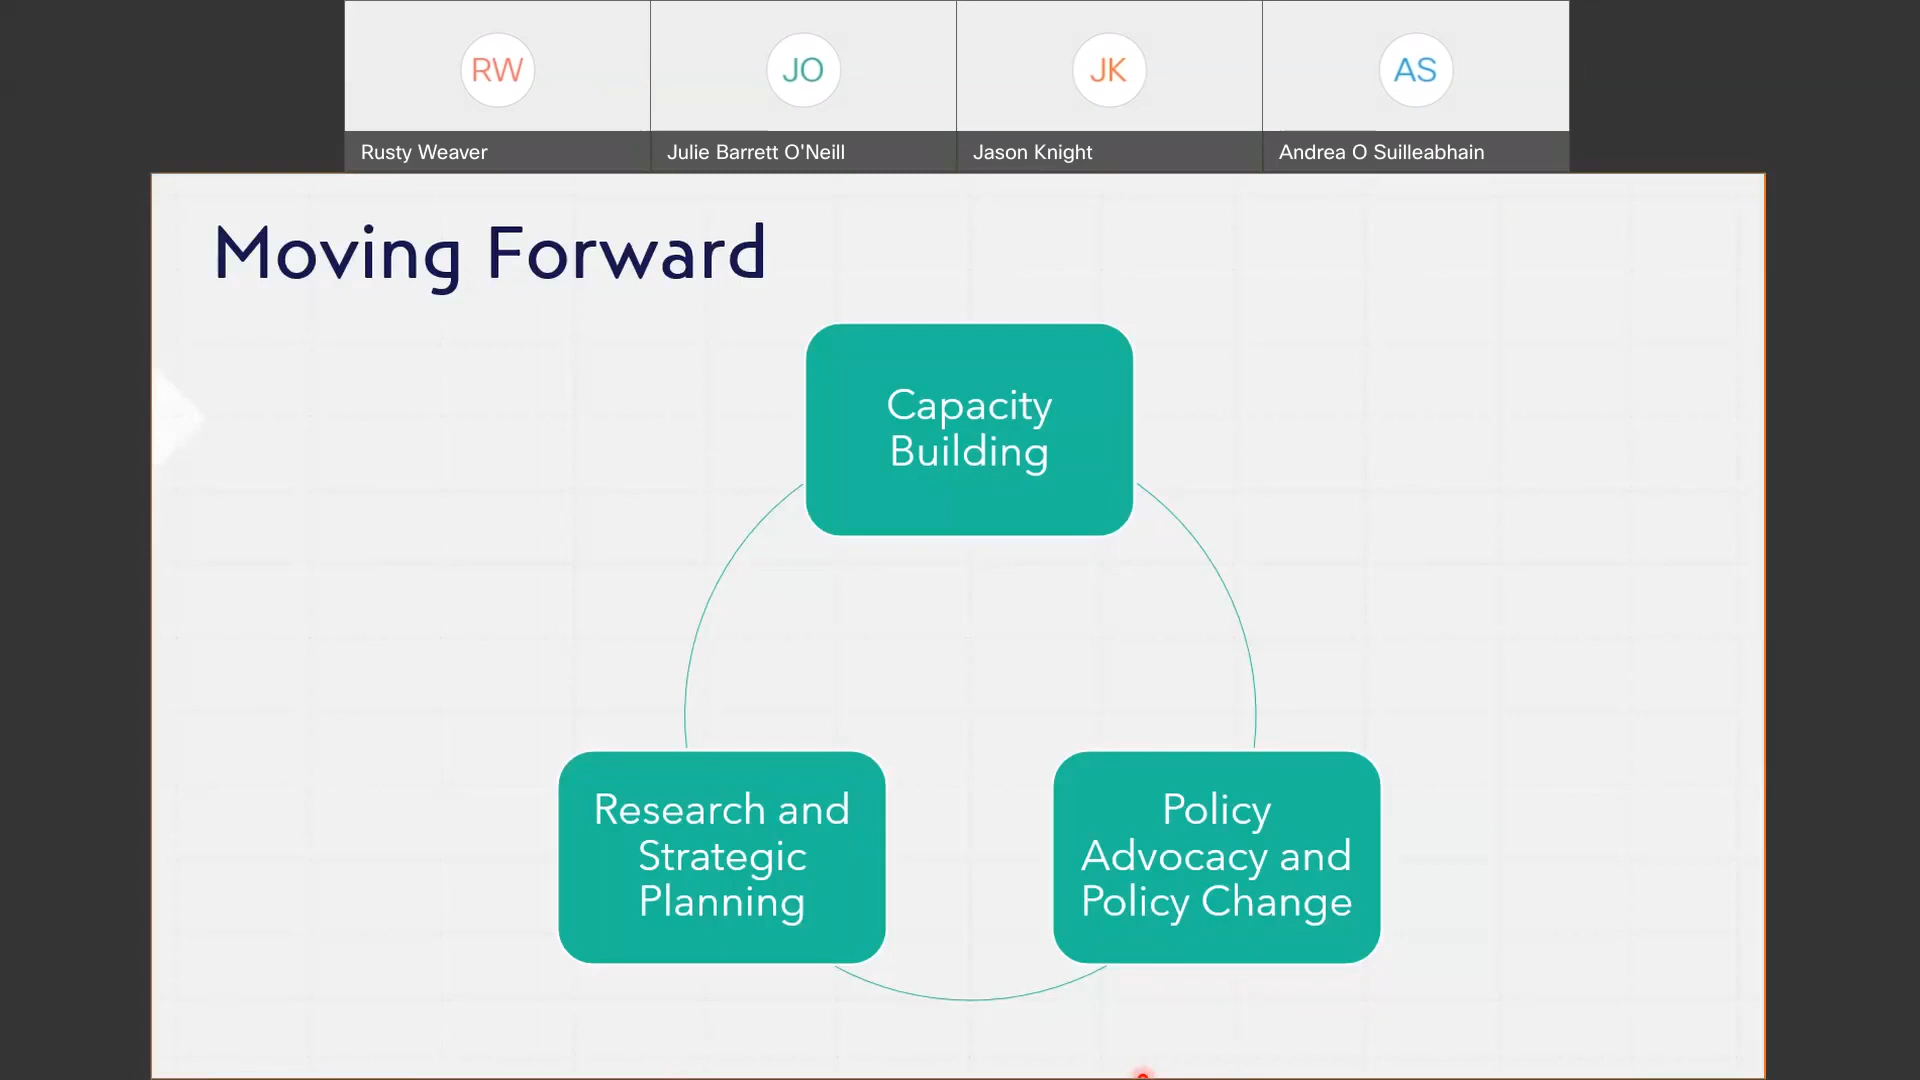 RW
JO
JK
AS
Rusty Weaver
Julie Barrett O'Neill
Jason Knight
Andrea O Suilleabhain
Moving Forward
Capacity
Building
Research and
Strategic
Planning
Policy
Advocacy and
Policy Change